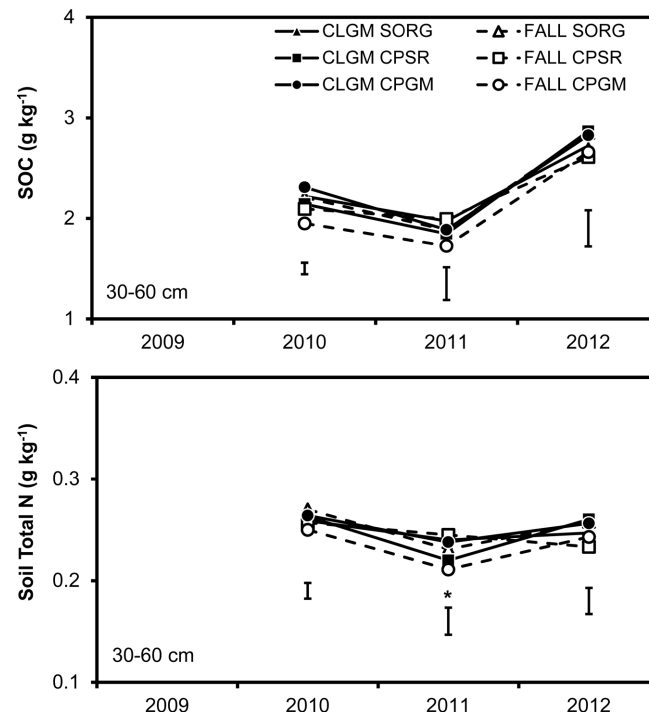 4
CLGM SORG FALL SORG
CLGM CPSR FALL CPSR
CLGM CPGM FALL CPGM
3
SOC (g kg-1)
2
30-60 cm
1
2009 2010 2011 2012
0.4
0.3
Soil Total N (g kg-1)
0.2
*
30-60 cm
0.1
2009 2010 2011 2012